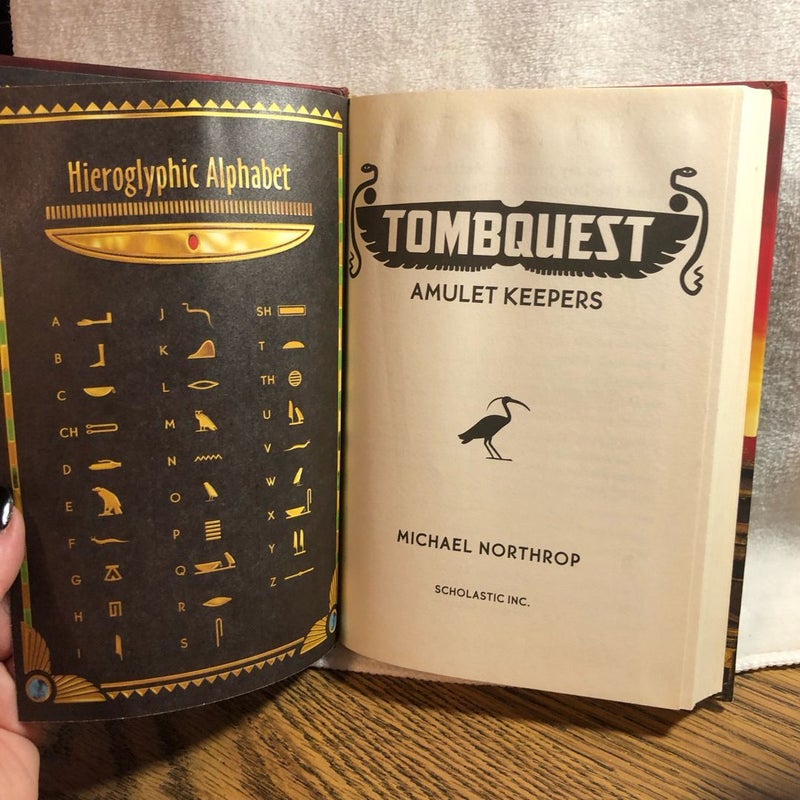 Hieroglyphic Alphabet
A
B
C
CH
D
E
F
G
H
I
J
K
L
M
N
O
P
Q
R
S
SH
T
TH
U
V
W
X
Y
Z
TOMBQUEST
AMULET KEEPERS
MICHAEL NORTHROP
SCHOLASTIC INC.